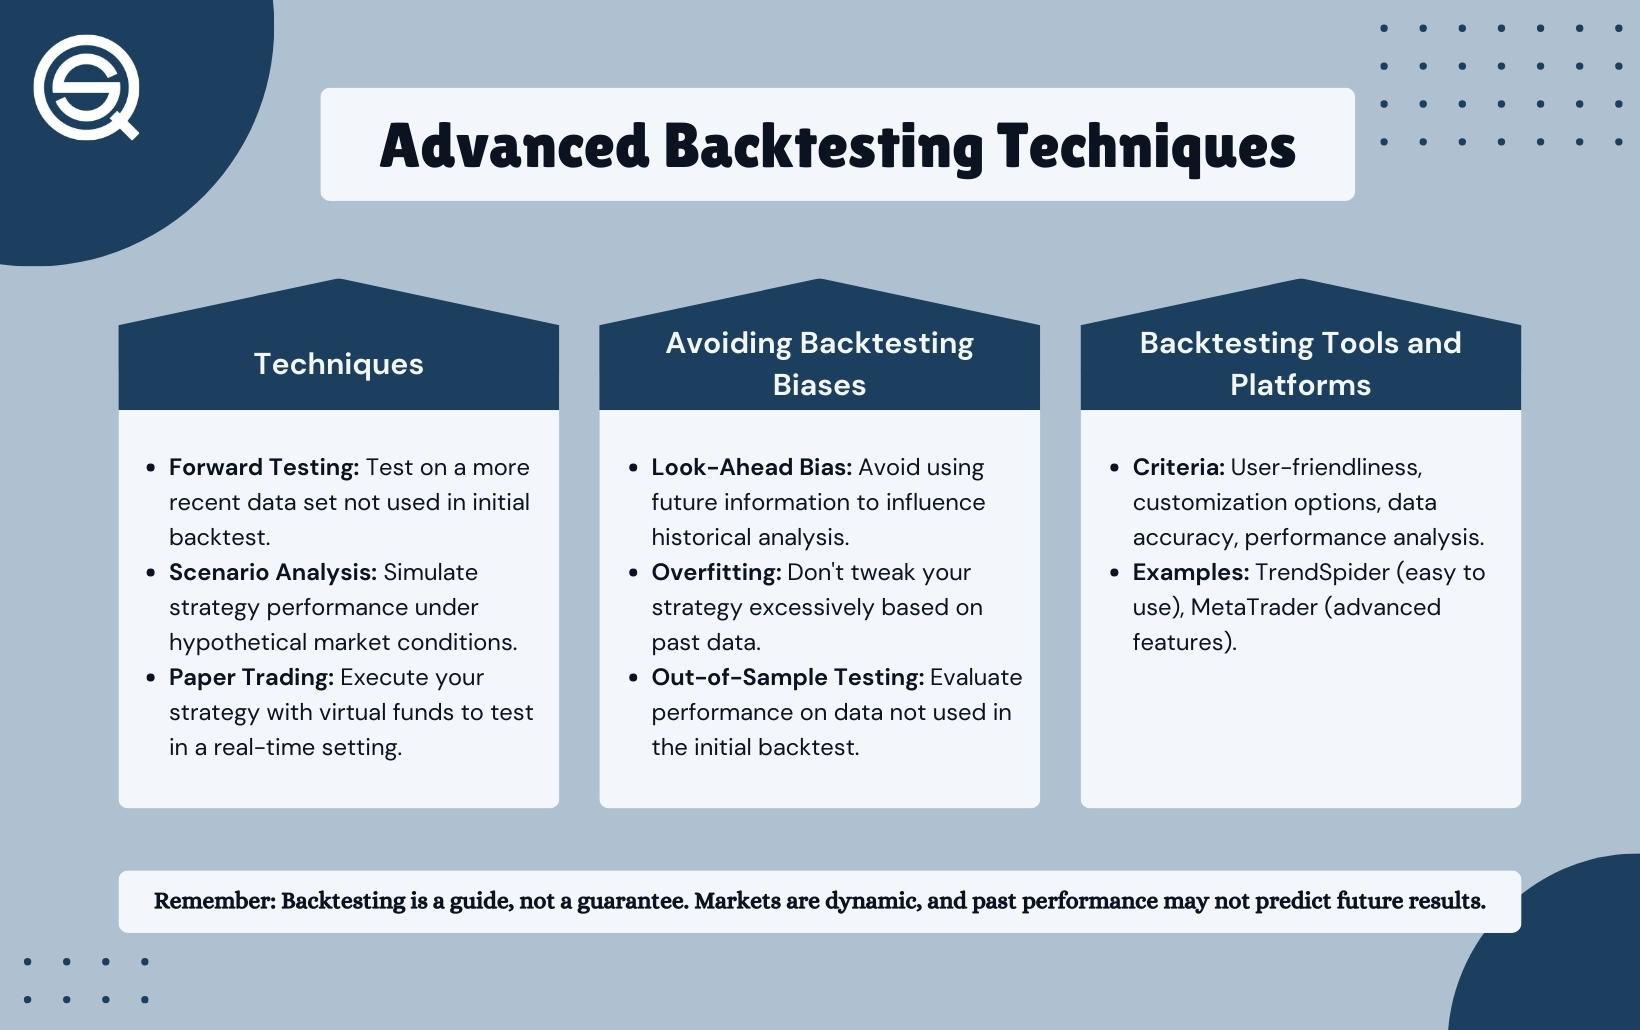 Advanced Backtesting Techniques
Techniques
Forward Testing: Test on a more
recent data set not used in initial
backtest.
Scenario Analysis: Simulate
strategy performance under
hypothetical market conditions.
Paper Trading: Execute your
strategy with virtual funds to test
in a real-time setting.
Avoiding Backtesting
Biases
Look-Ahead Bias: Avoid using
future information to influence
historical analysis.
Overfitting: Don't tweak your
strategy excessively based on
past data.
Out-of-Sample Testing: Evaluate
performance on data not used in
the initial backtest.
Backtesting Tools and
Platforms
Criteria: User-friendliness,
customization options, data
accuracy, performance analysis.
Examples: TrendSpider (easy to
use), MetaTrader (advanced
features).
Remember: Backtesting is a guide, not a guarantee. Markets are dynamic, and past performance may not predict future results.